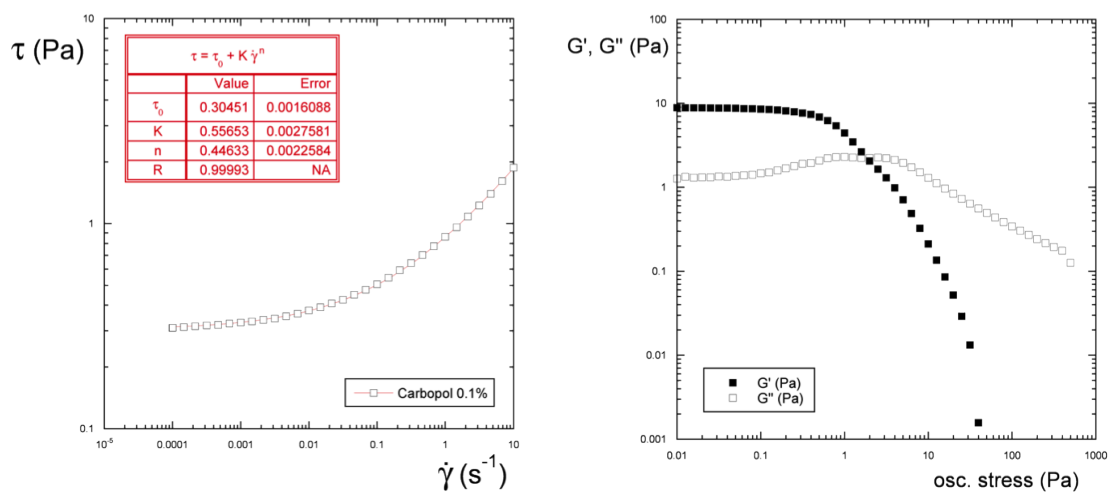 τ (Pa)
10
1
0.1
τ = τ₀ + K γ̇ⁿ
Value Error
τ₀ 0.30451 0.0016088
K 0.55653 0.0027581
n 0.44633 0.0022584
R 0.99993 NA
Carbopol 0.1%
10⁻⁵ 0.0001 0.001 0.01 0.1 1 10
γ̇ (s⁻¹)
G', G'' (Pa)
100
10
1
0.1
0.01
0.001
G' (Pa)
G'' (Pa)
0.01 0.1 1 10 100 1000
osc. stress (Pa)